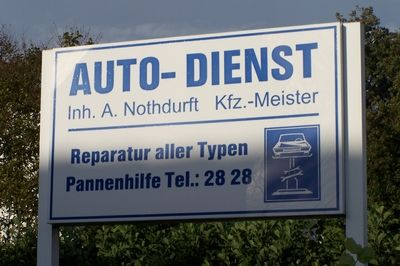 AUTO- DIENST
Inh. A. Nothdurft Kfz.-Meister
Reparatur aller Typen
Pannenhilfe Tel.: 28 28